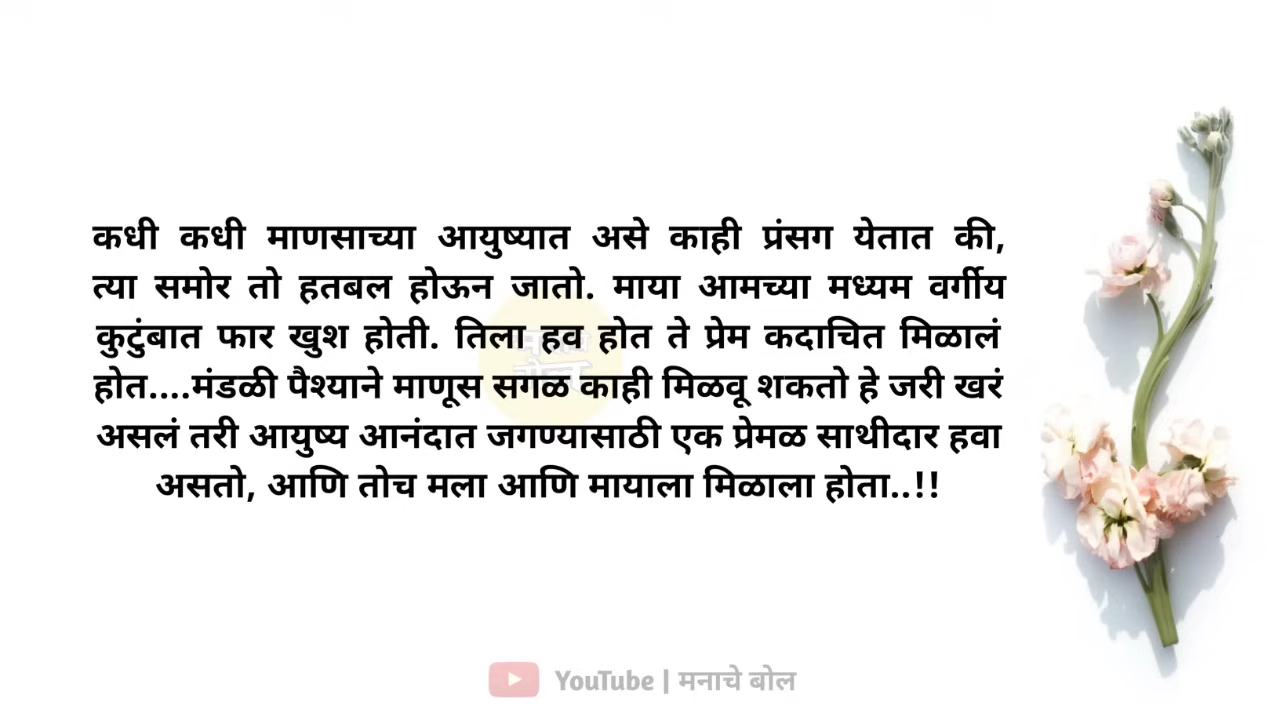 कधी कधी माणसाच्या आयुष्यात असे काही प्रंसग येतात की,
त्या समोर तो हतबल होऊन जातो. माया आमच्या मध्यम वर्गीय
कुटुंबात फार खुश होती. तिला हव होत ते प्रेम कदाचित मिळालं
होत....मंडळी पैश्याने माणूस सगळ काही मिळवू शकतो हे जरी खरं
असलं तरी आयुष्य आनंदात जगण्यासाठी एक प्रेमळ साथीदार हवा
असतो, आणि तोच मला आणि मायाला मिळाला होता..!!
YouTube | मनाचे बोल